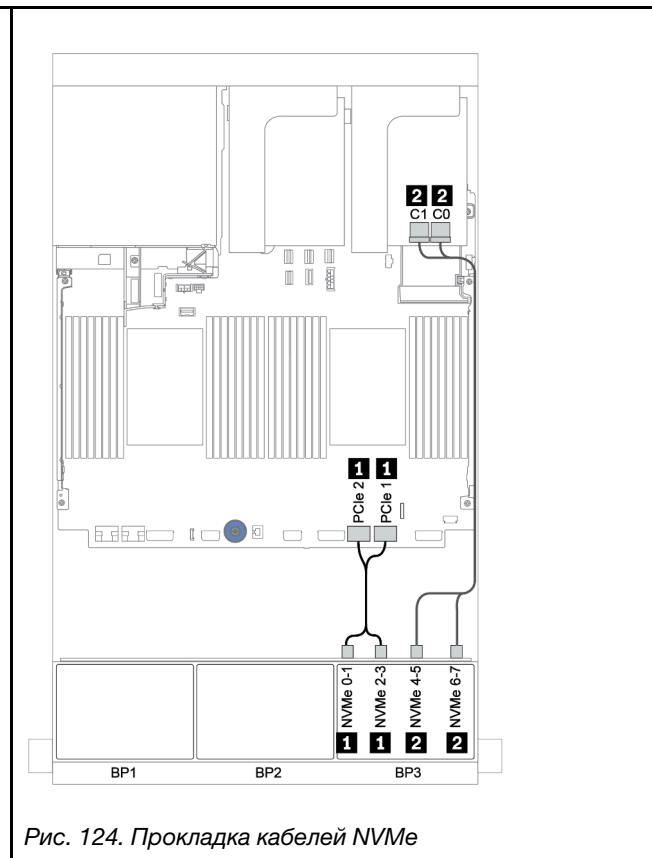 2 2
C1 C0
1 1
PCIe 2
PCIe 1
NVMe 0-1
NVMe 2-3
NVMe 4-5
NVMe 6-7
1 1 2 2
BP1 BP2 BP3
Рис. 124. Прокладка кабелей NVMe